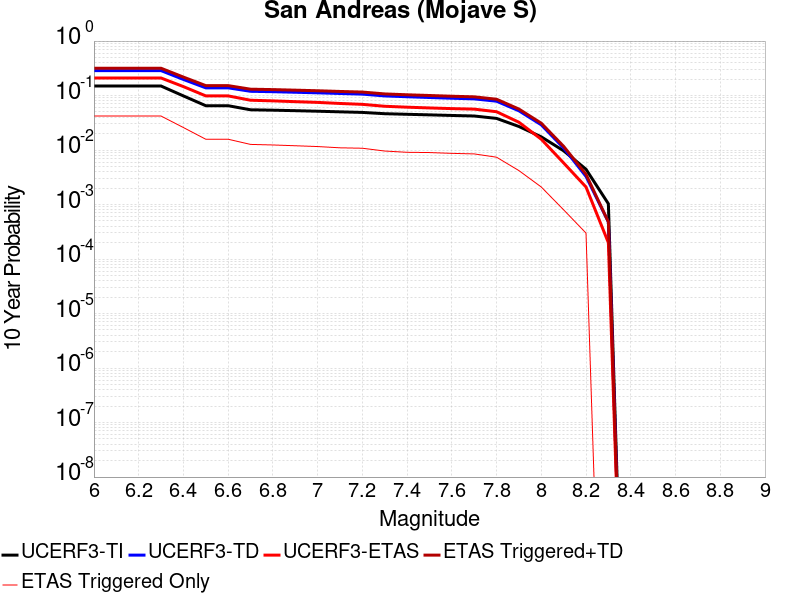 San Andreas (Mojave S)
10^0
10^-1
10^-2
10^-3
10^-4
10^-5
10^-6
10^-7
10^-8
10 Year Probability
6 6.2 6.4 6.6 6.8 7 7.2 7.4 7.6 7.8 8 8.2 8.4 8.6 8.8 9
Magnitude
UCERF3-TI UCERF3-TD UCERF3-ETAS ETAS Triggered+TD
ETAS Triggered Only